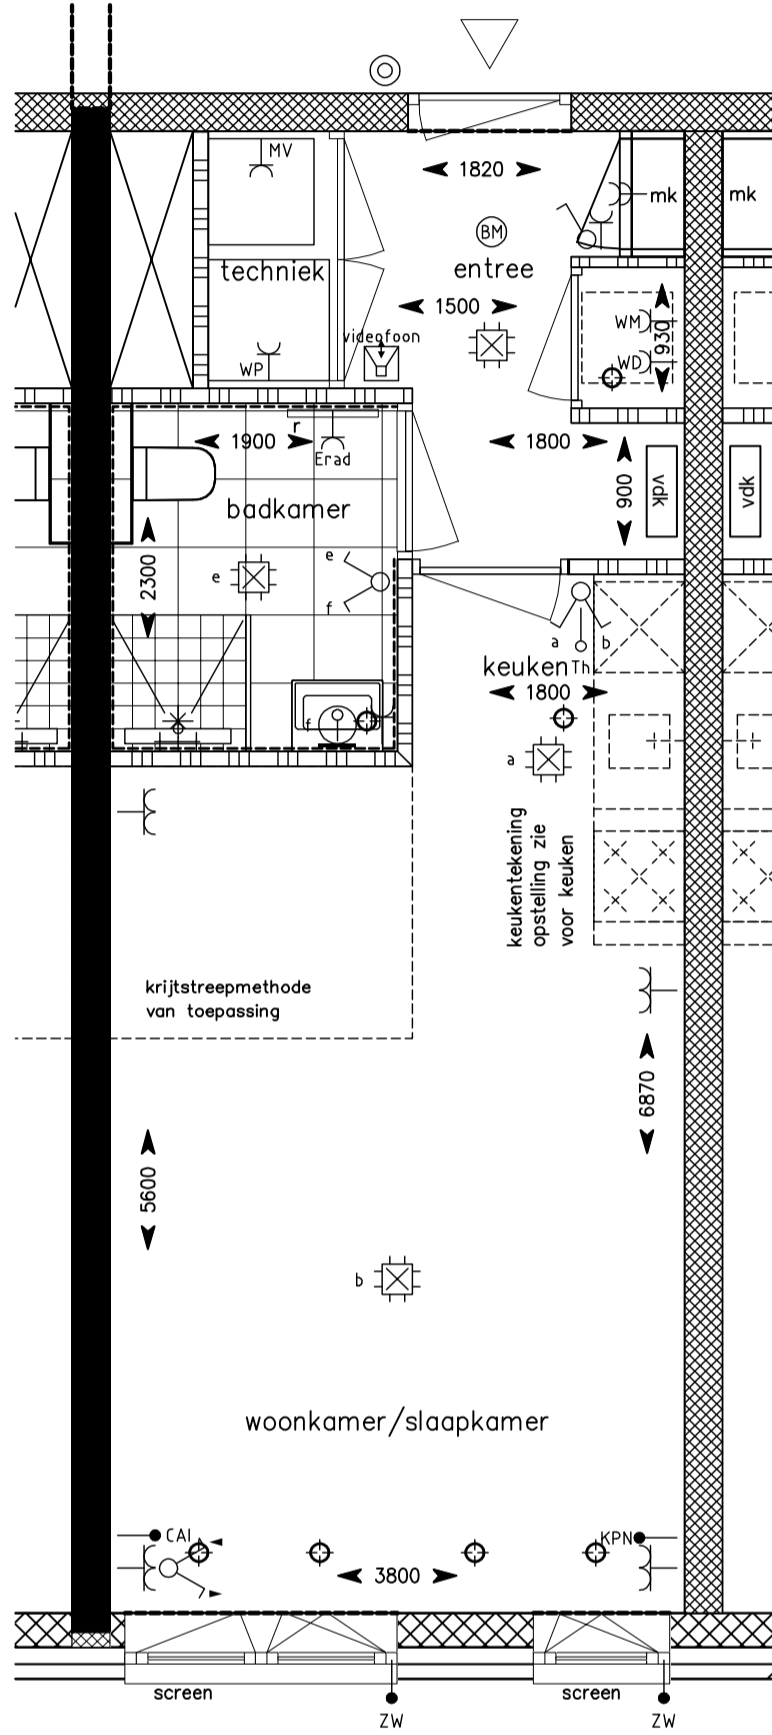 MV
1820
mk
mk
BM
techniek
entree
1500
videofoon
WM
WD
930
WP
r
1900
Erad
1800
900
vdk
vdk
badkamer
2300
e
e
f
a
b
keuken Th
1800
f
a
keukentekening
opstelling zie
voor keuken
krijtstreepmethode
van toepassing
6870
5600
b
woonkamer/slaapkamer
CAI
KPN
3800
screen
screen
ZW
ZW